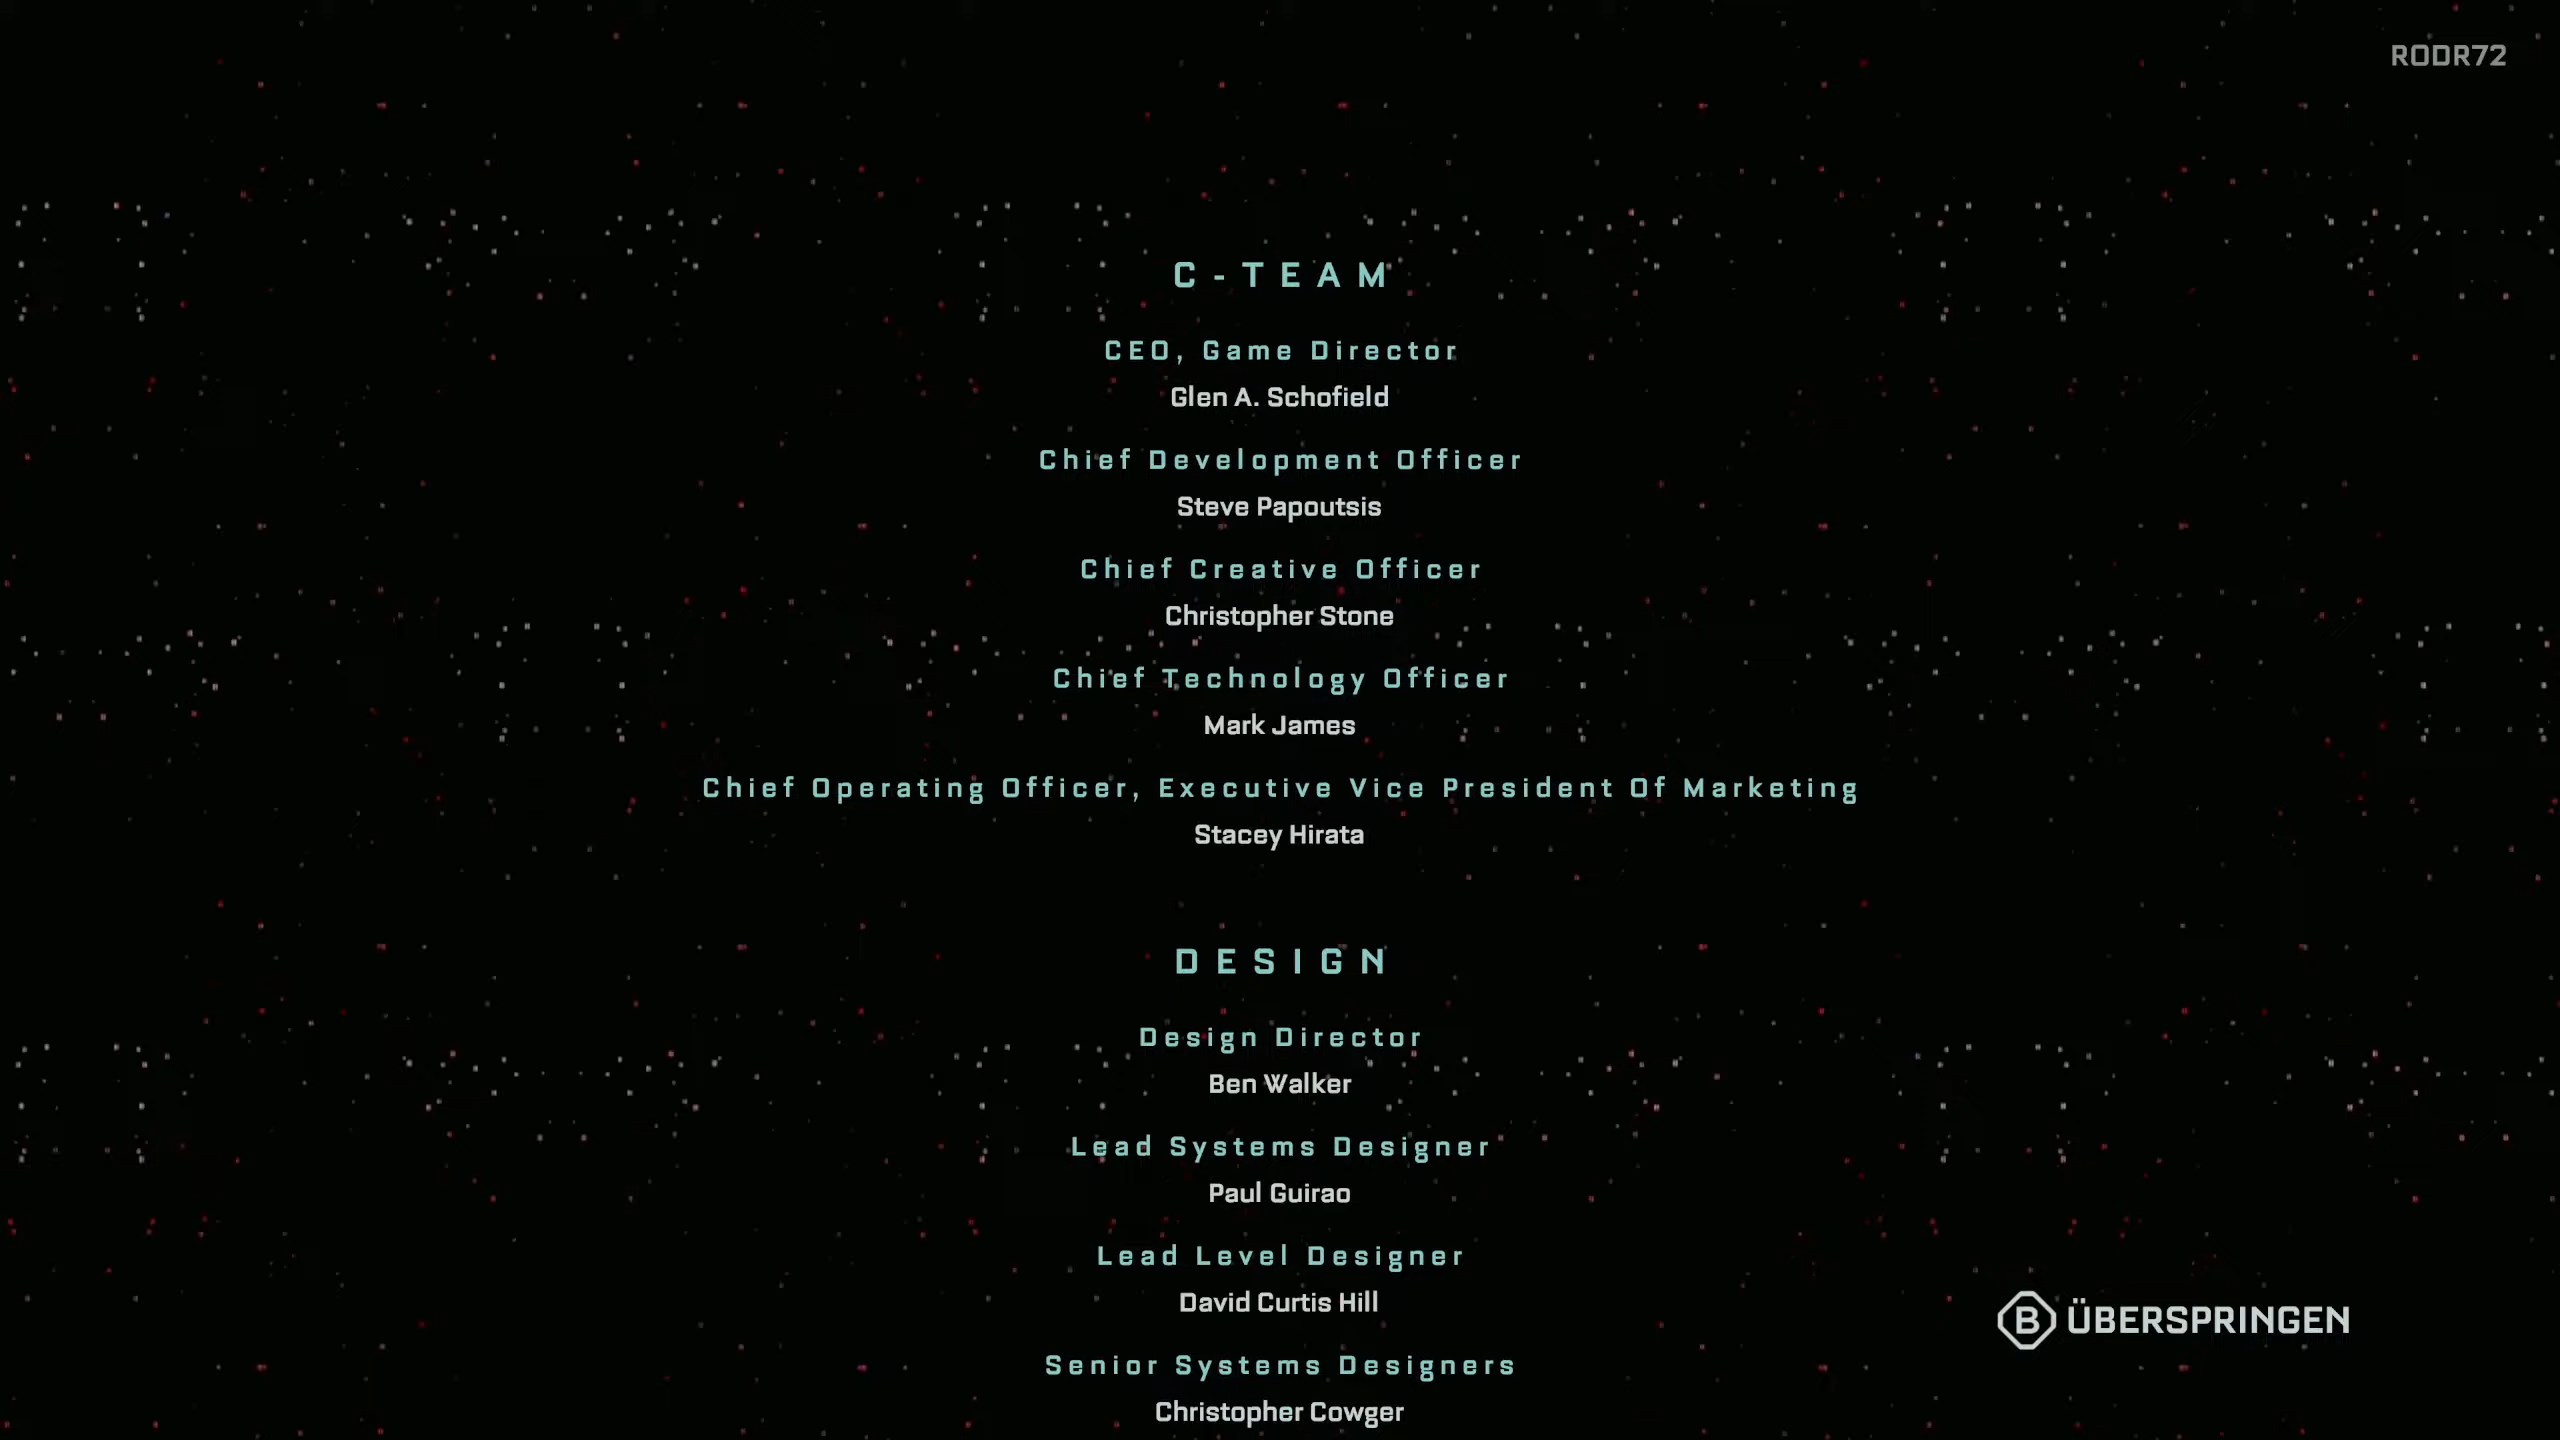 RODR72
C-TEAM
CEO, Game Director
Glen A. Schofield
Chief Development Officer
Steve Papoutsis
Chief Creative Officer
Christopher Stone
Chief Technology Officer
Mark James
Chief Operating Officer, Executive Vice President Of Marketing
Stacey Hirata
DESIGN
Design Director
Ben Walker
Lead Systems Designer
Paul Guirao
Lead Level Designer
David Curtis Hill
B ÜBERSPRINGEN
Senior Systems Designers
Christopher Cowger